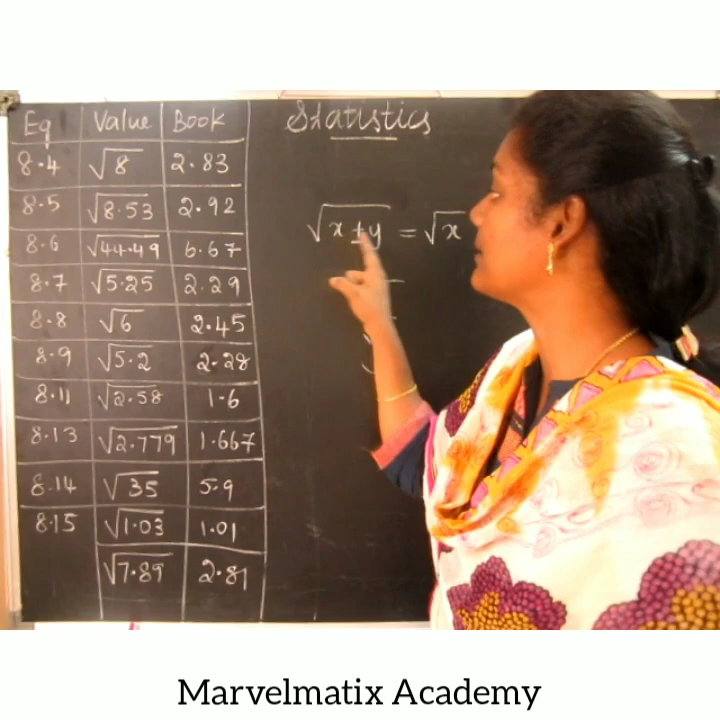 Eg Value Book
8.4 √8 2.83
8.5 √8.53 2.92
8.6 √44.49 6.67
8.7 √5.25 2.29
8.8 √6 2.45
8.9 √5.2 2.28
8.11 √2.58 1.6
8.13 √2.779 1.667
8.14 √35 5.9
8.15 √1.03 1.01
√7.89 2.81
Statistics
√x±y = √x
Marvelmatix Academy